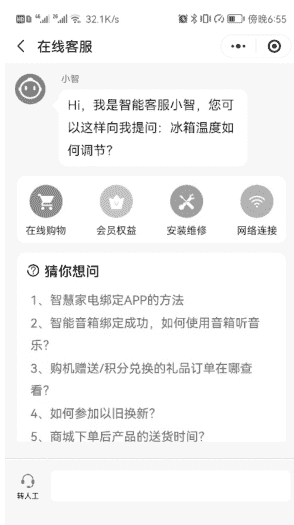 32.1K/s
傍晚6:55
在线客服
小智
Hi，我是智能客服小智，您可
以这样向我提问：冰箱温度如
何调节？
在线购物 会员权益 安装维修 网络连接
猜你想问
1、智慧家电绑定APP的方法
2、智能音箱绑定成功，如何使用音箱听音
乐？
3、购机赠送/积分兑换的礼品订单在哪查
看？
4、如何参加以旧换新？
5、商城下单后产品的送货时间？
转人工